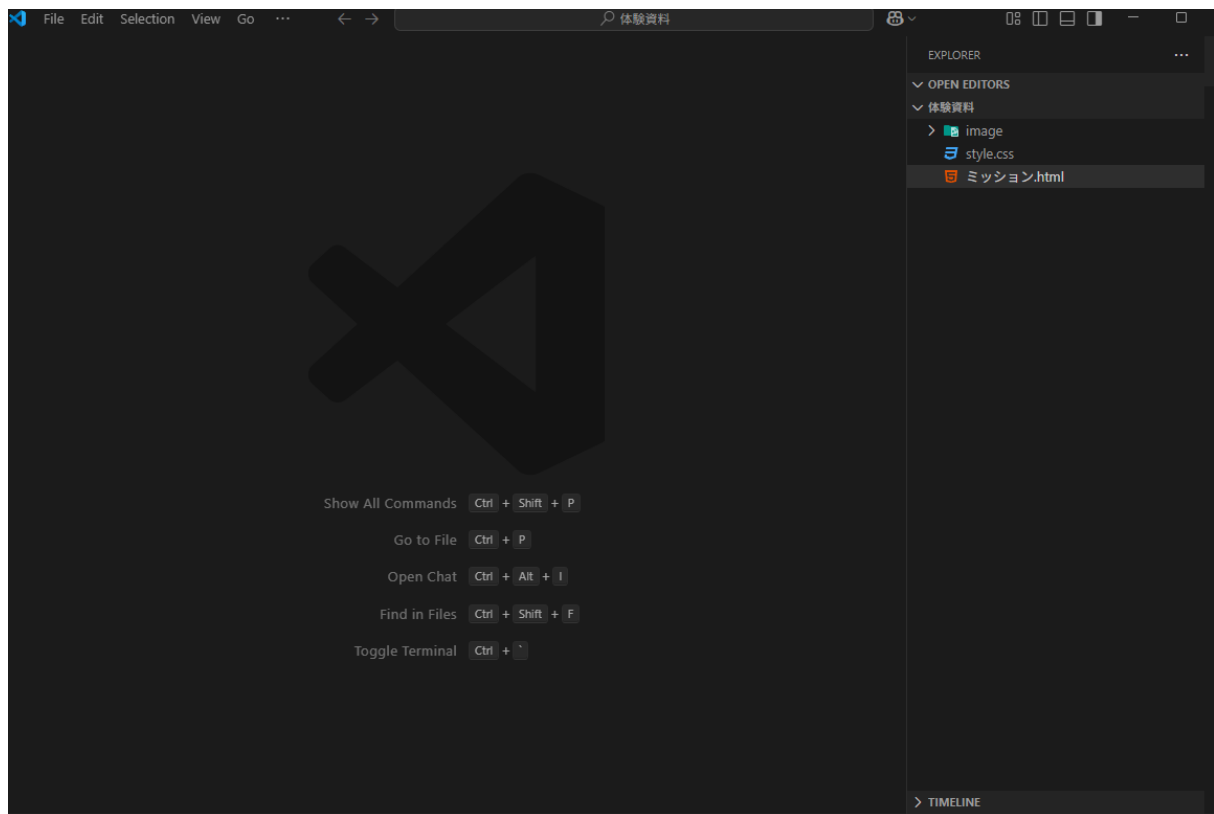 File Edit Selection View Go ··· ← → 体験資料
EXPLORER ···
OPEN EDITORS
体験資料
image
style.css
ミッション.html
Show All Commands Ctrl + Shift + P
Go to File Ctrl + P
Open Chat Ctrl + Alt + I
Find in Files Ctrl + Shift + F
Toggle Terminal Ctrl + `
TIMELINE